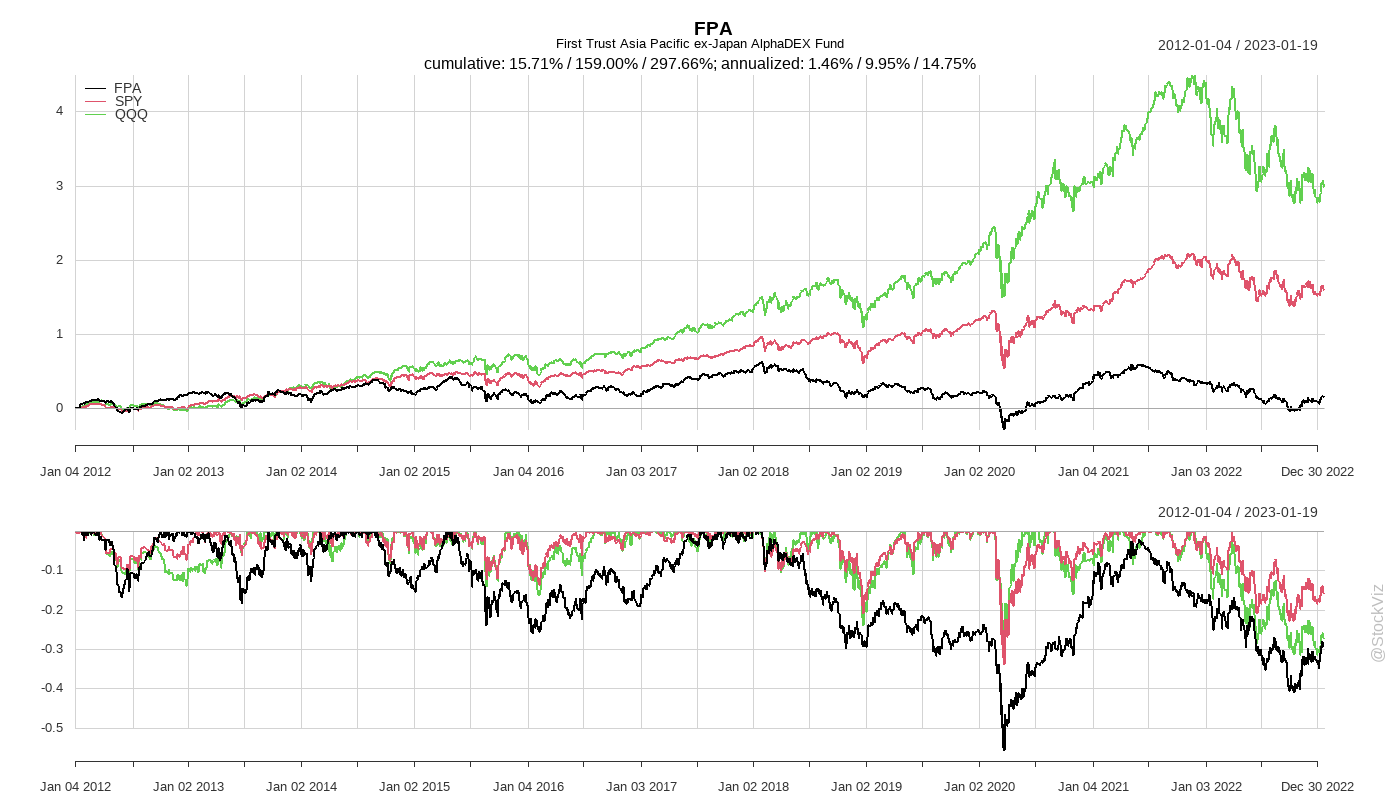 FPA
First Trust Asia Pacific ex-Japan AlphaDEX Fund
2012-01-04 / 2023-01-19
cumulative: 15.71% / 159.00% / 297.66%; annualized: 1.46% / 9.95% / 14.75%
FPA
SPY
QQQ
4
3
2
1
0
Jan 04 2012 Jan 02 2013 Jan 02 2014 Jan 02 2015 Jan 04 2016 Jan 03 2017 Jan 02 2018 Jan 02 2019 Jan 02 2020 Jan 04 2021 Jan 03 2022 Dec 30 2022
2012-01-04 / 2023-01-19
-0.1
-0.2
-0.3
-0.4
-0.5
Jan 04 2012 Jan 02 2013 Jan 02 2014 Jan 02 2015 Jan 04 2016 Jan 03 2017 Jan 02 2018 Jan 02 2019 Jan 02 2020 Jan 04 2021 Jan 03 2022 Dec 30 2022
@StockViz